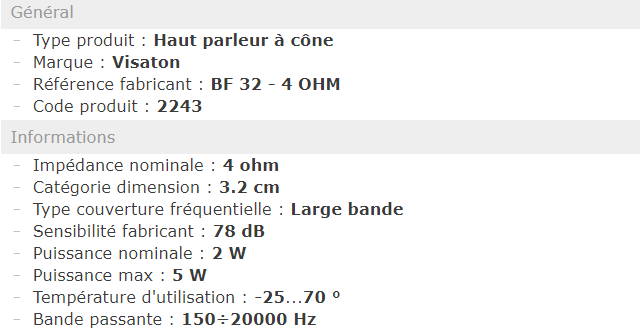 Général
- Type produit : Haut parleur à cône
- Marque : Visaton
- Référence fabricant : BF 32 - 4 OHM
- Code produit : 2243
Informations
- Impédance nominale : 4 ohm
- Catégorie dimension : 3.2 cm
- Type couverture fréquentielle : Large bande
- Sensibilité fabricant : 78 dB
- Puissance nominale : 2 W
- Puissance max : 5 W
- Température d'utilisation : -25...70 º
- Bande passante : 150÷20000 Hz